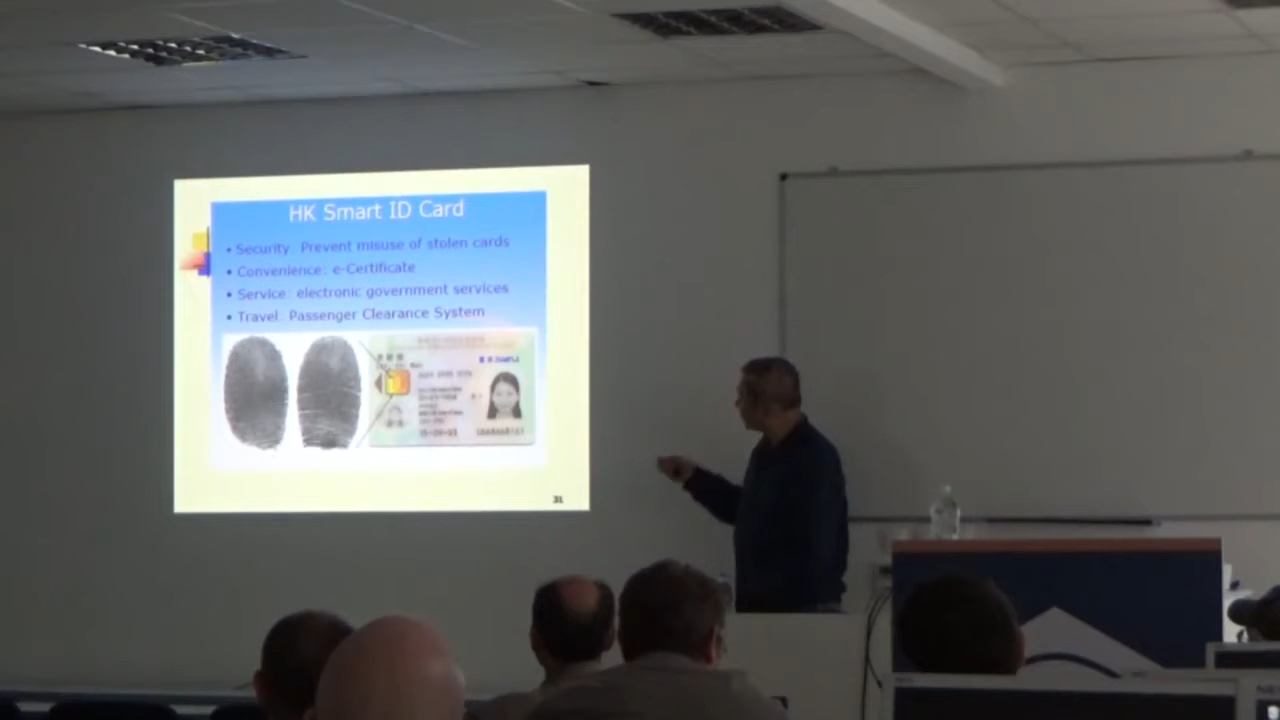 HK Smart ID Card
• Security: Prevent misuse of stolen cards
• Convenience: e-Certificate
• Service: electronic government services
• Travel: Passenger Clearance System
SAMPLE
31